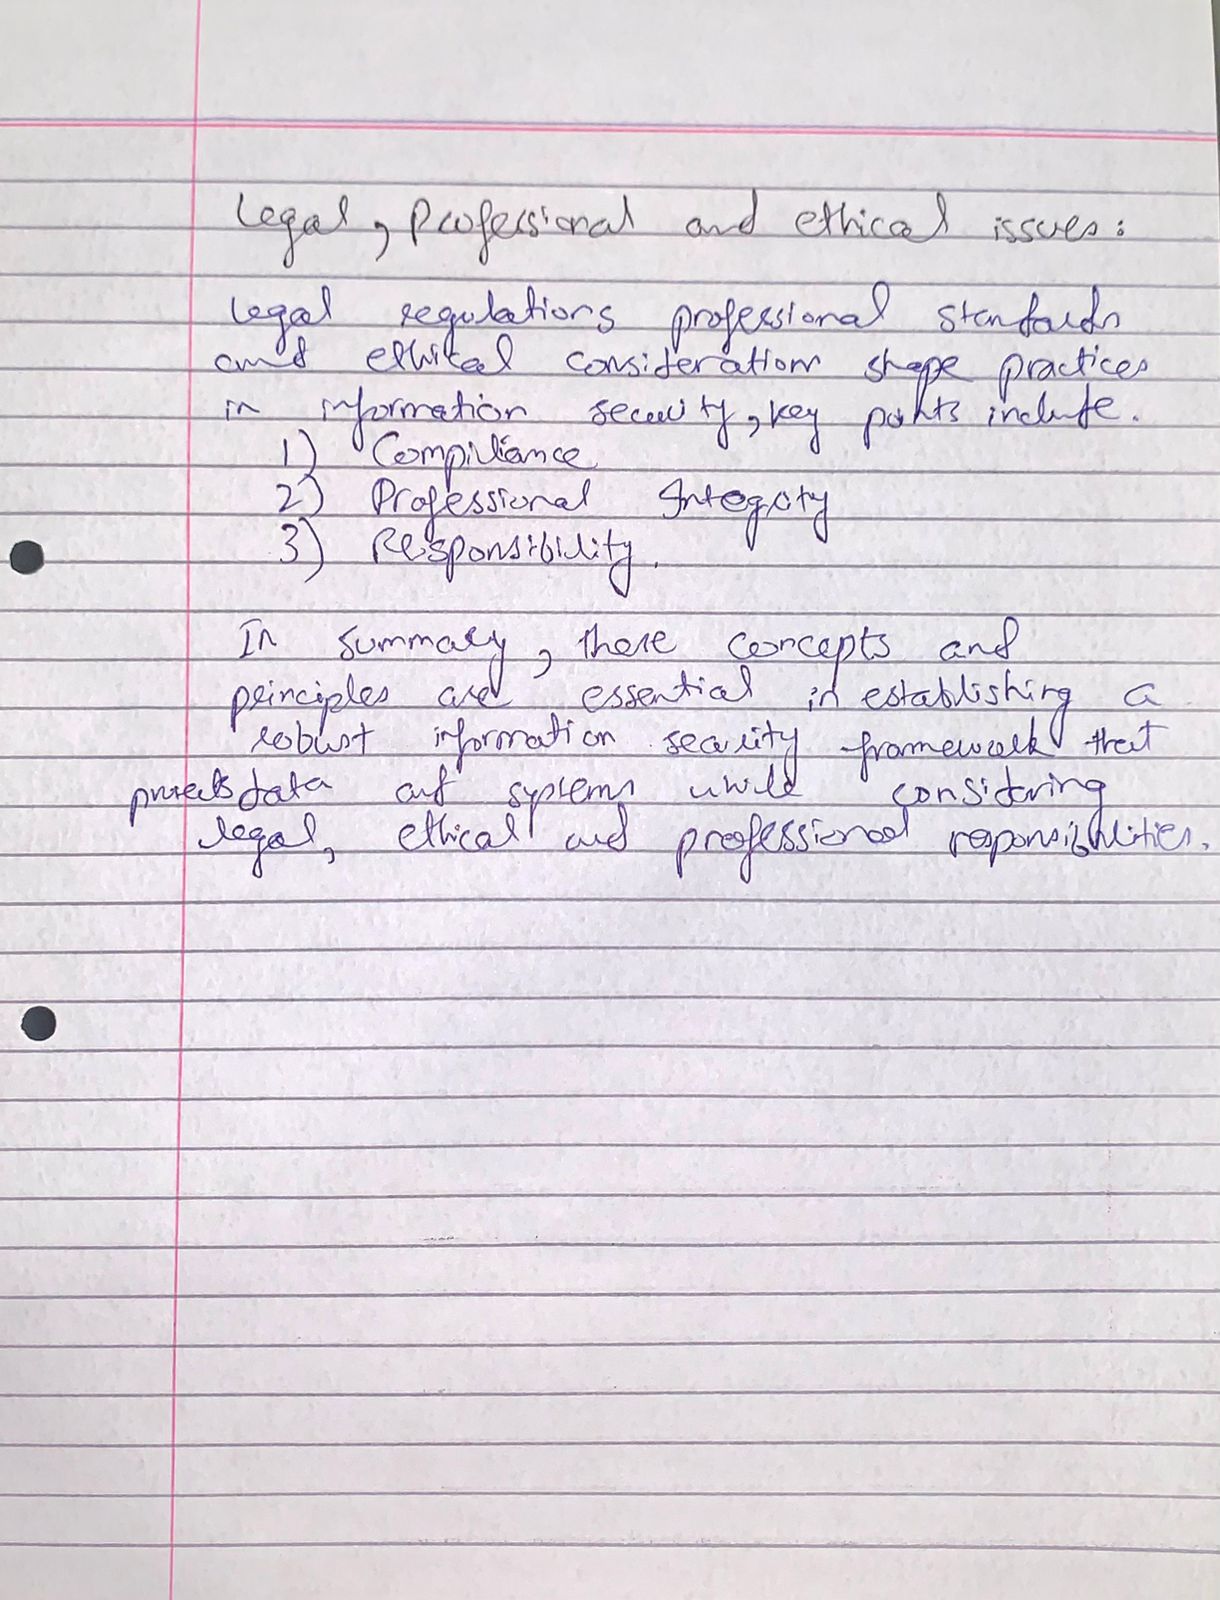 Legal, professional and ethical issues:
Legal regulations professional standards
and ethical consideration shape practices
in information security, key points include.
1) Compiliance
2) Professional Integrity
3) Responsibility.
In summary, these concepts and
principles are essential in establishing a
robust information security framework that
protects data and systems while considering
legal, ethical and professional responsibilities.